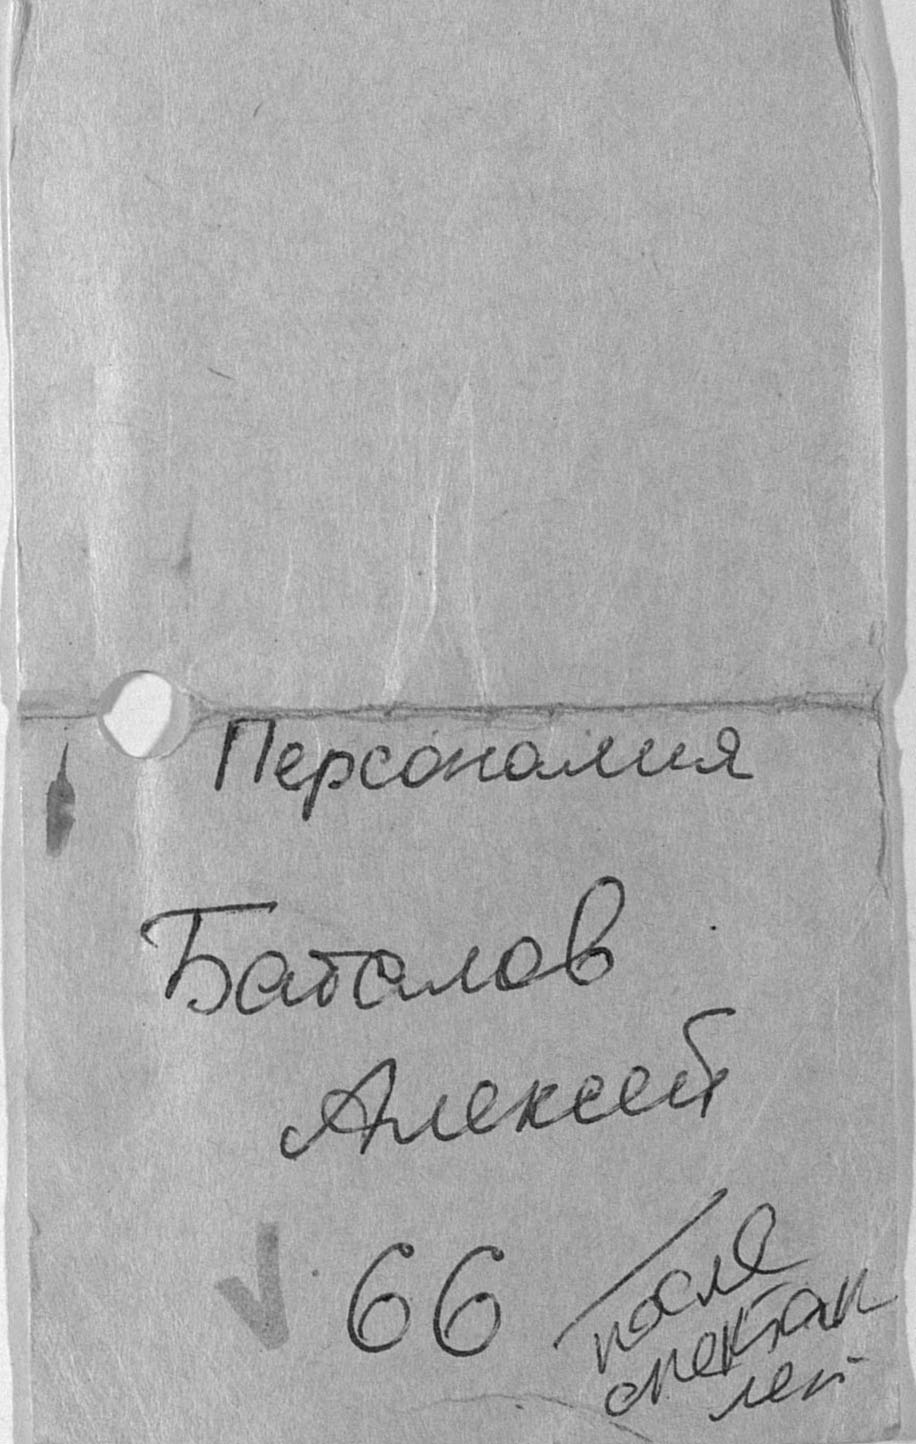 Персоналия
Баталов
Алексей
V 66 / после
спектак
лей